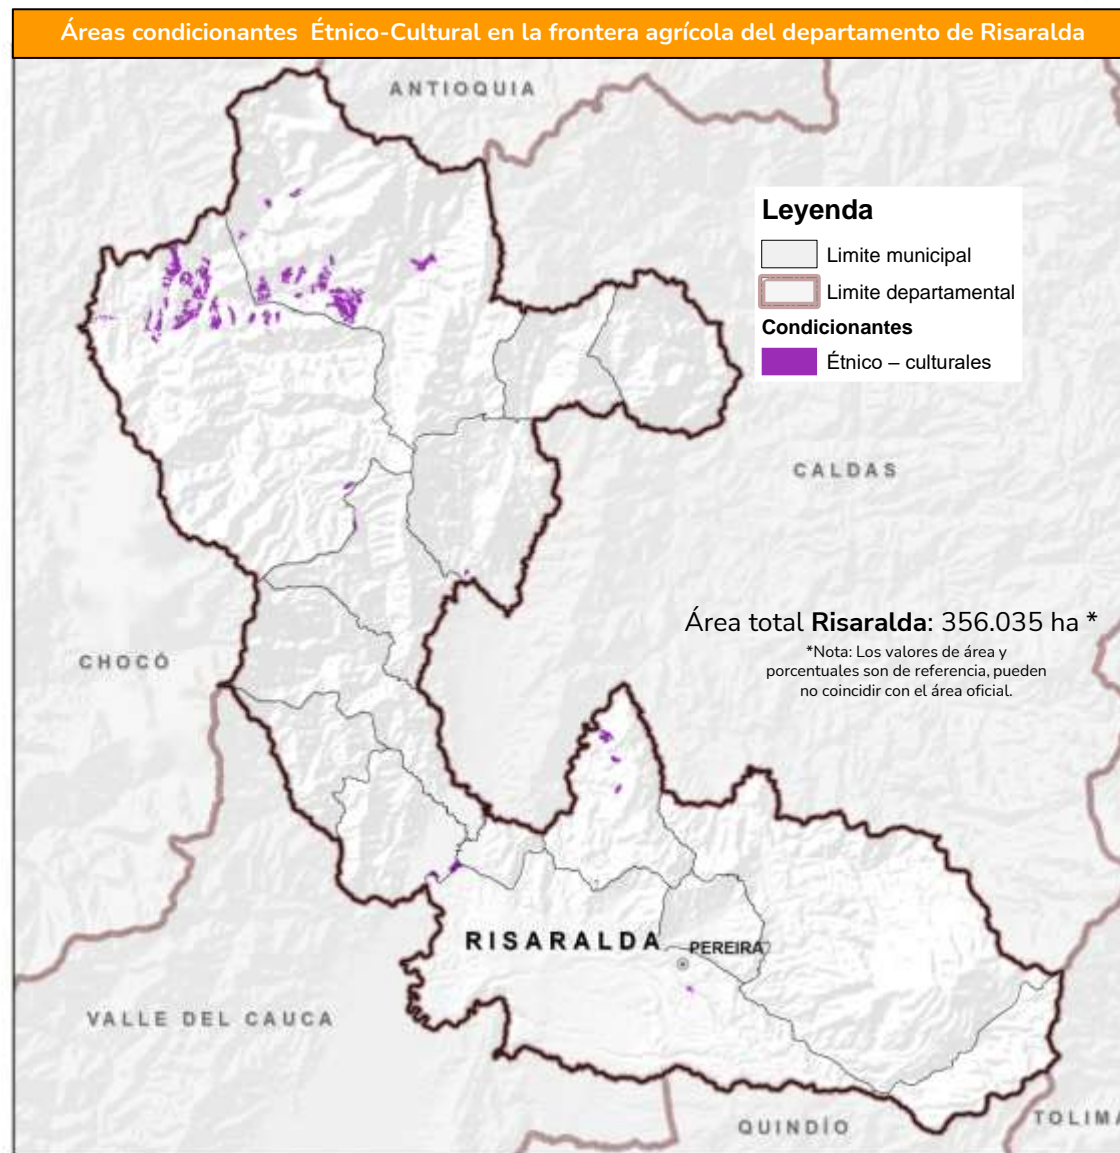 Áreas condicionantes Étnico-Cultural en la frontera agrícola del departamento de Risaralda
ANTIOQUIA
Leyenda
Limite municipal
Limite departamental
Condicionantes
Étnico – culturales
CALDAS
Área total Risaralda: 356.035 ha *
*Nota: Los valores de área y
porcentuales son de referencia, pueden
no coincidir con el área oficial.
CHOCÓ
RISARALDA
PEREIRA
VALLE DEL CAUCA
QUINDÍO
TOLIMA